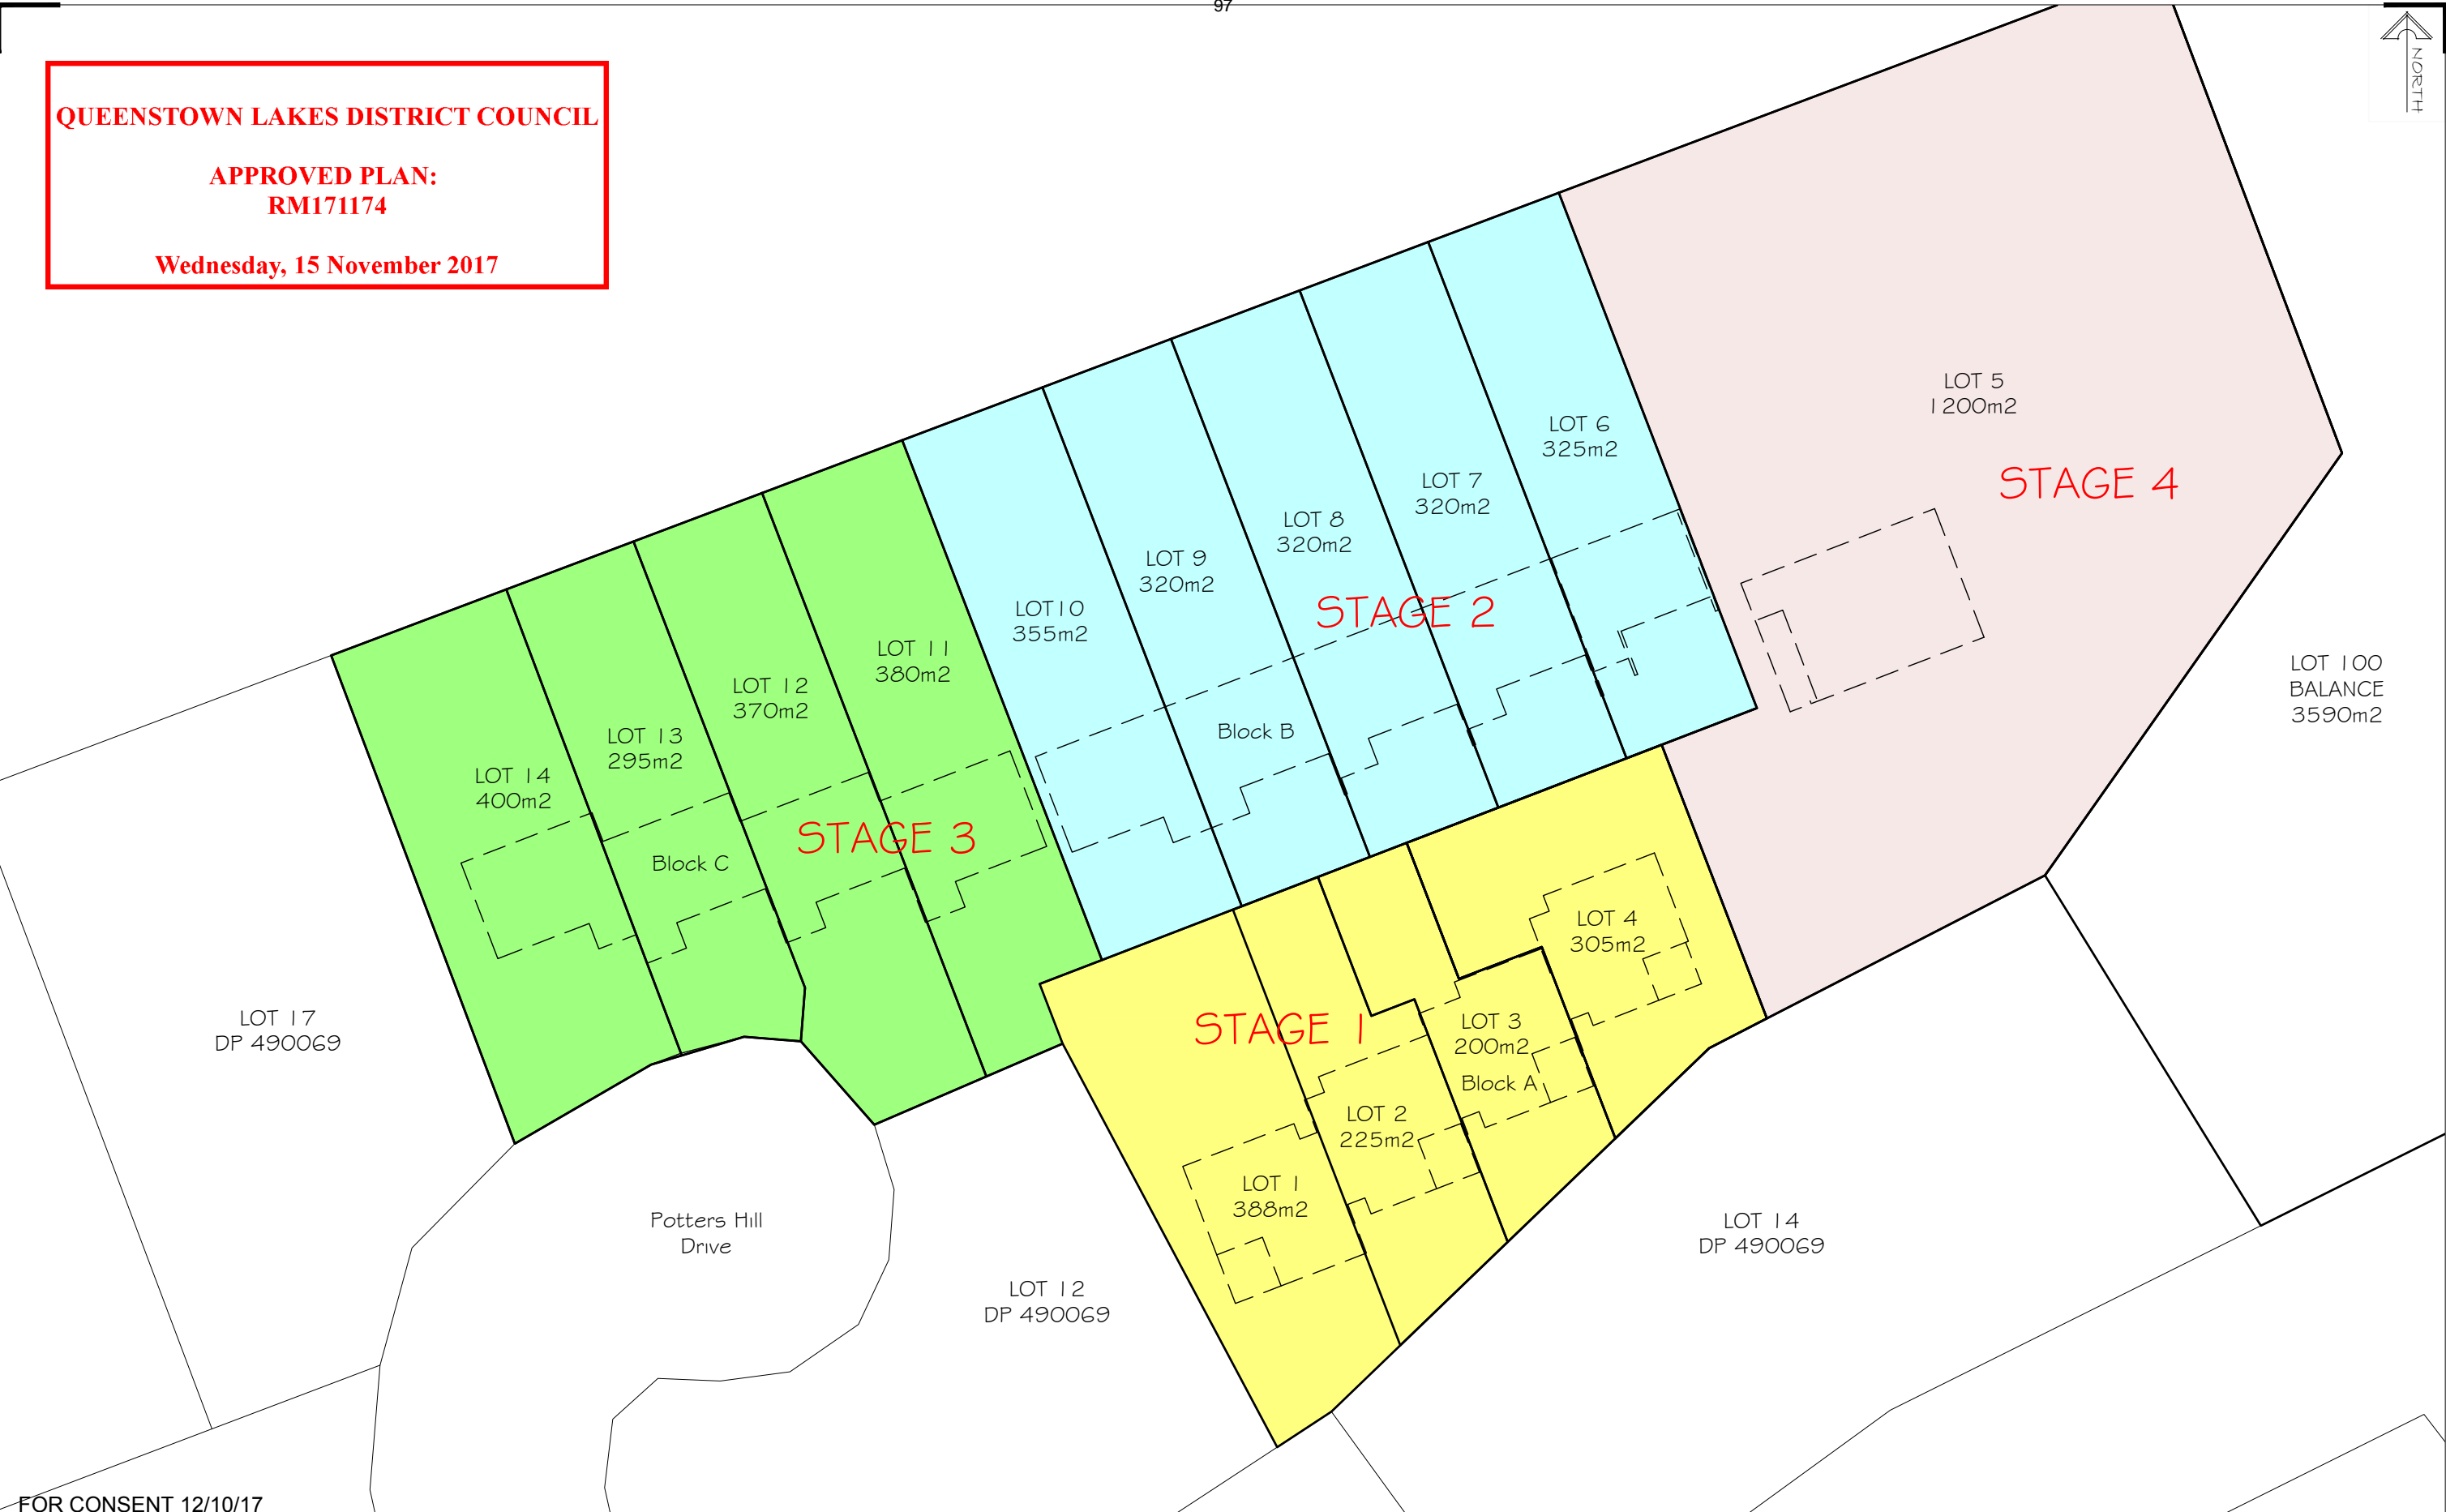 97
NORTH
QUEENSTOWN LAKES DISTRICT COUNCIL
APPROVED PLAN:
RM171174
Wednesday, 15 November 2017
LOT 5
1200m2
STAGE 4
LOT 6
325m2
LOT 7
320m2
LOT 8
320m2
STAGE 2
LOT 9
320m2
LOT10
355m2
Block B
LOT 11
380m2
LOT 12
370m2
LOT 13
295m2
LOT 14
400m2
STAGE 3
Block C
LOT 100
BALANCE
3590m2
LOT 4
305m2
STAGE 1
LOT 3
200m2
Block A
LOT 2
225m2
LOT 1
388m2
LOT 17
DP 490069
Potters Hill
Drive
LOT 12
DP 490069
LOT 14
DP 490069
FOR CONSENT 12/10/17